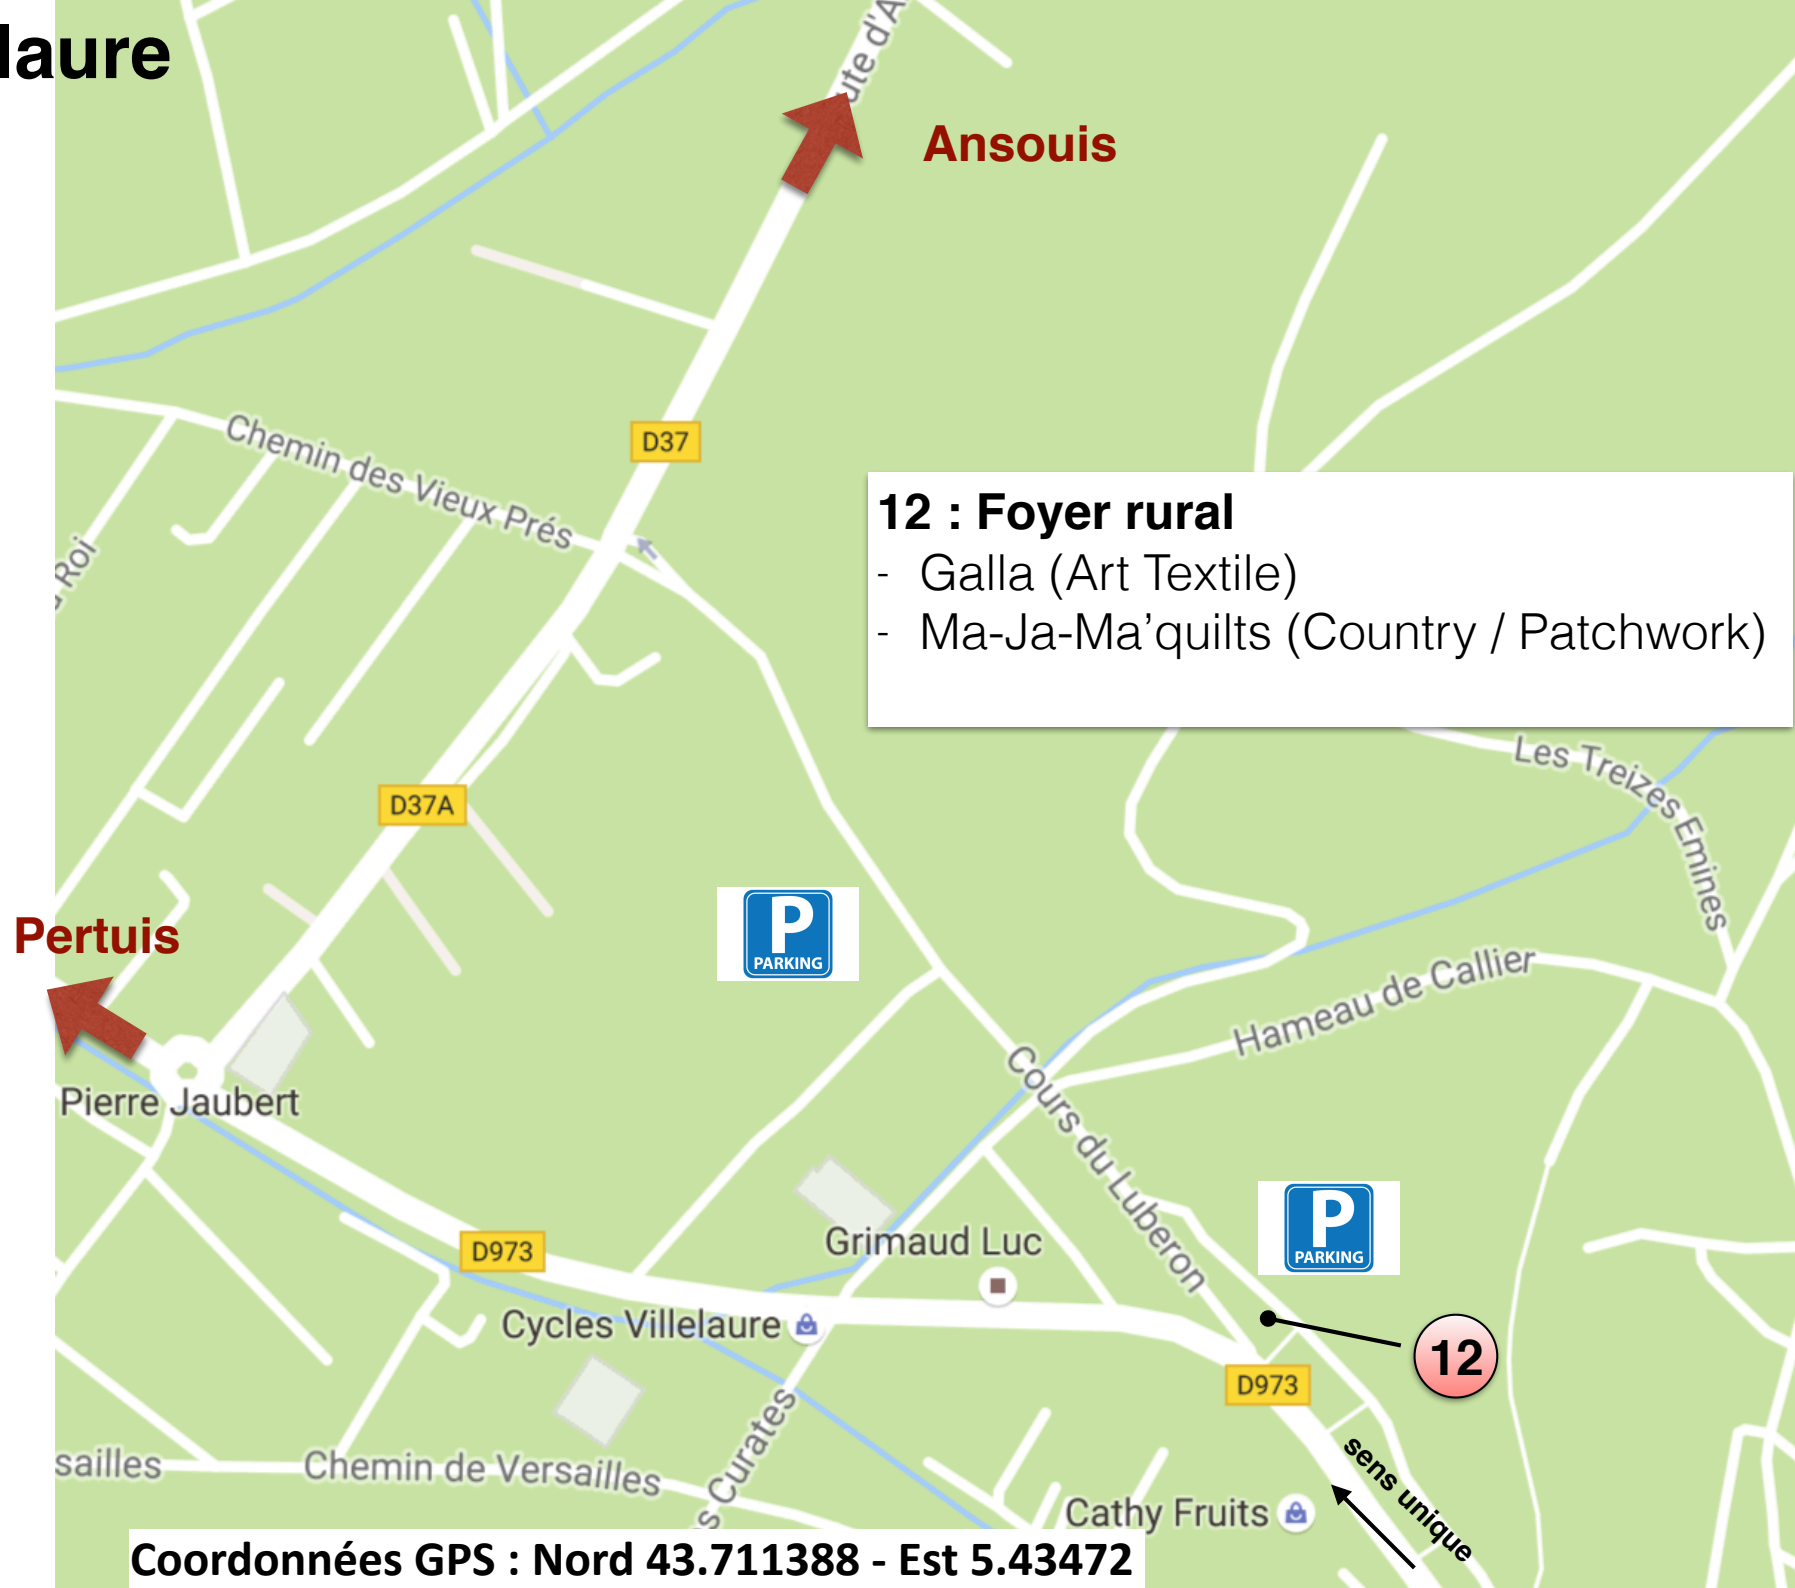 laure
ute d'A
Ansouis
D37
Chemin des Vieux Prés
12 : Foyer rural
- Galla (Art Textile)
- Ma-Ja-Ma’quilts (Country / Patchwork)
Roi
Les Treizes Emines
D37A
P
PARKING
Pertuis
Hameau de Callier
Pierre Jaubert
Cours du Luberon
P
PARKING
D973
Grimaud Luc
Cycles Villelaure
12
D973
sailles
Chemin de Versailles
s Curates
sens unique
Cathy Fruits
Coordonnées GPS : Nord 43.711388 - Est 5.43472